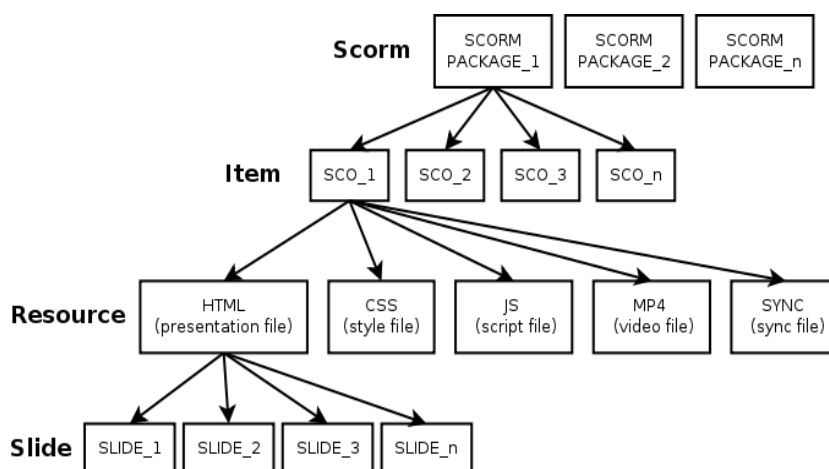 Scorm
SCORM
PACKAGE_1
SCORM
PACKAGE_2
SCORM
PACKAGE_n
Item
SCO_1
SCO_2
SCO_3
SCO_n
Resource
HTML
(presentation file)
CSS
(style file)
JS
(script file)
MP4
(video file)
SYNC
(sync file)
Slide
SLIDE_1
SLIDE_2
SLIDE_3
SLIDE_n